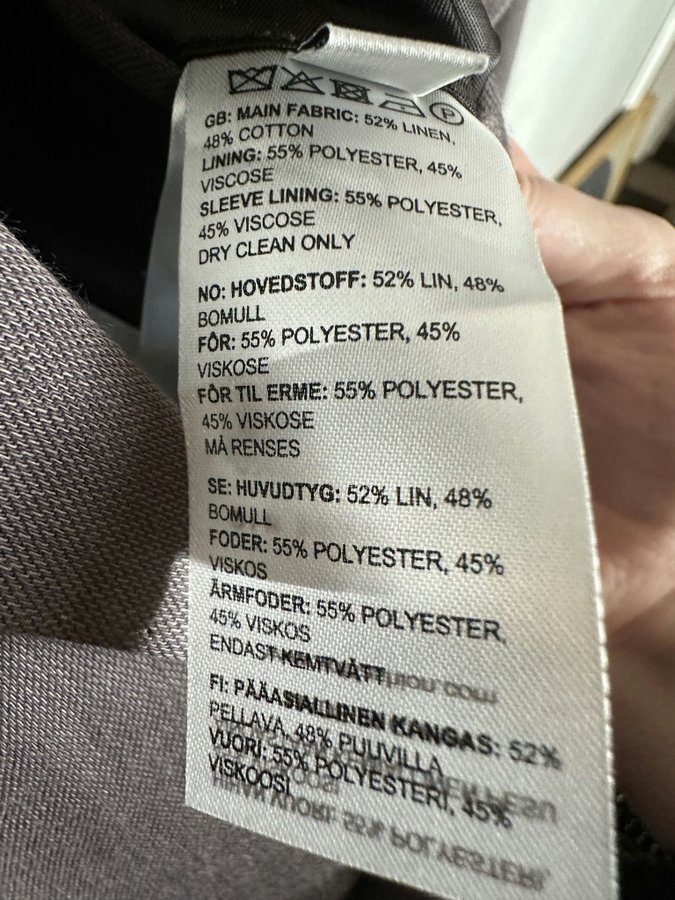 P
GB: MAIN FABRIC: 52% LINEN,
48% COTTON
LINING: 55% POLYESTER, 45%
VISCOSE
SLEEVE LINING: 55% POLYESTER,
45% VISCOSE
DRY CLEAN ONLY
NO: HOVEDSTOFF: 52% LIN, 48%
BOMULL
FÔR: 55% POLYESTER, 45%
VISKOSE
FÔR TIL ERME: 55% POLYESTER,
45% VISKOSE
MÅ RENSES
SE: HUVUDTYG: 52% LIN, 48%
BOMULL
FODER: 55% POLYESTER, 45%
VISKOS
ÄRMFODER: 55% POLYESTER,
45% VISKOS
ENDAST KEMTVÄTT
FI: PÄÄASIALLINEN KANGAS: 52%
PELLAVA, 48% PUUVILLA
VUORI: 55% POLYESTERI, 45%
VISKOOSI